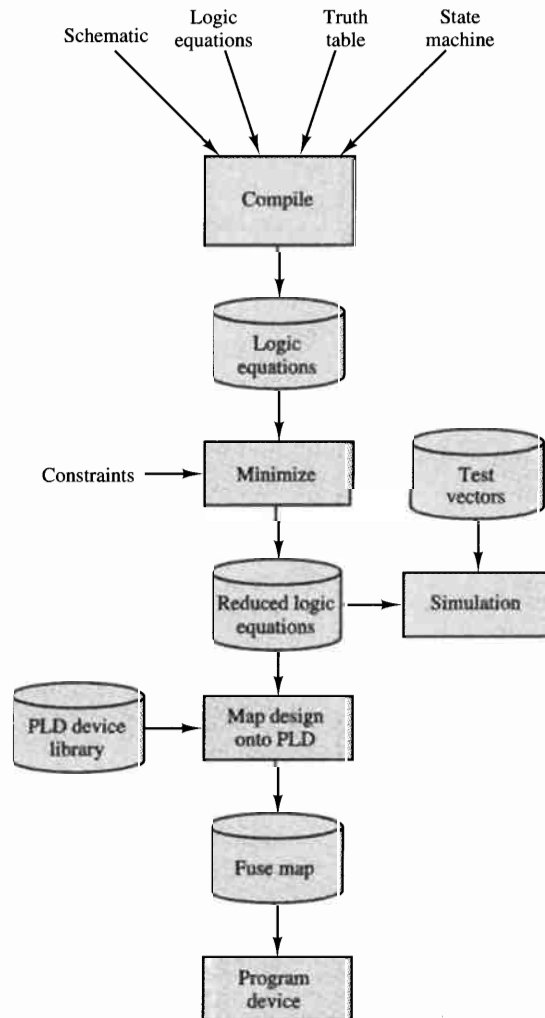 Schematic
Logic
equations
Truth
table
State
machine
Compile
Logic
equations
Constraints
Minimize
Test
vectors
Reduced logic
equations
Simulation
PLD device
library
Map design
onto PLD
Fuse map
Program
device